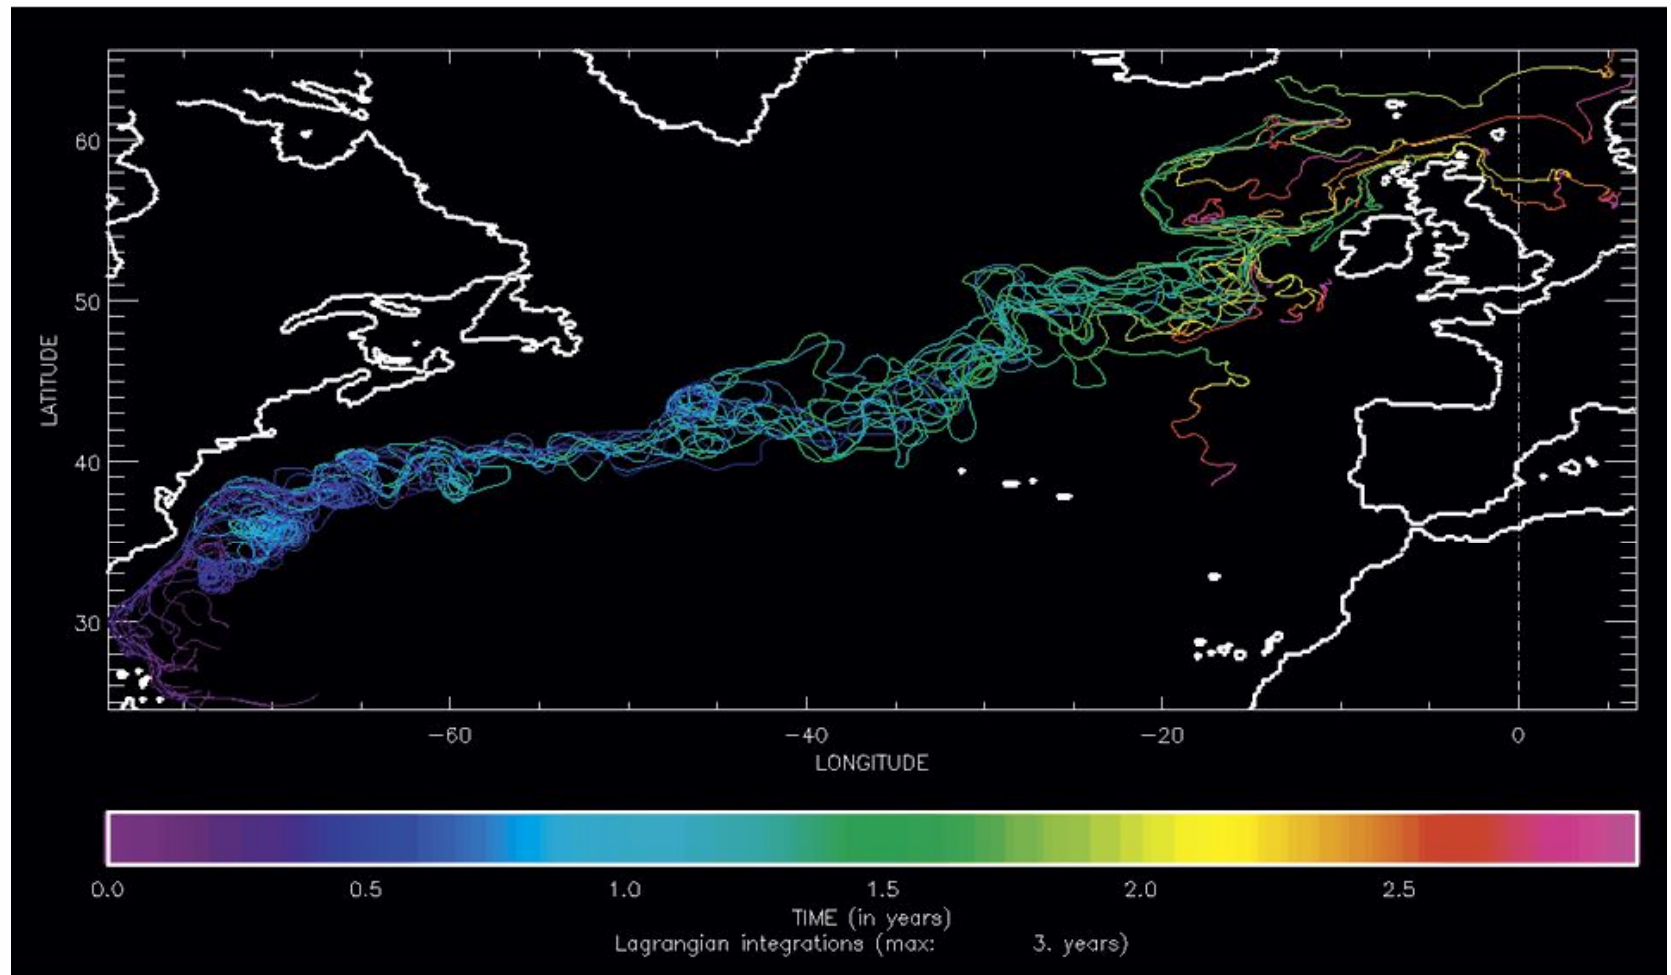 60
50
40
30
LATITUDE
−60 −40 −20 0
LONGITUDE
0.0 0.5 1.0 1.5 2.0 2.5
TIME (in years)
Lagrangian integrations (max: 3. years)